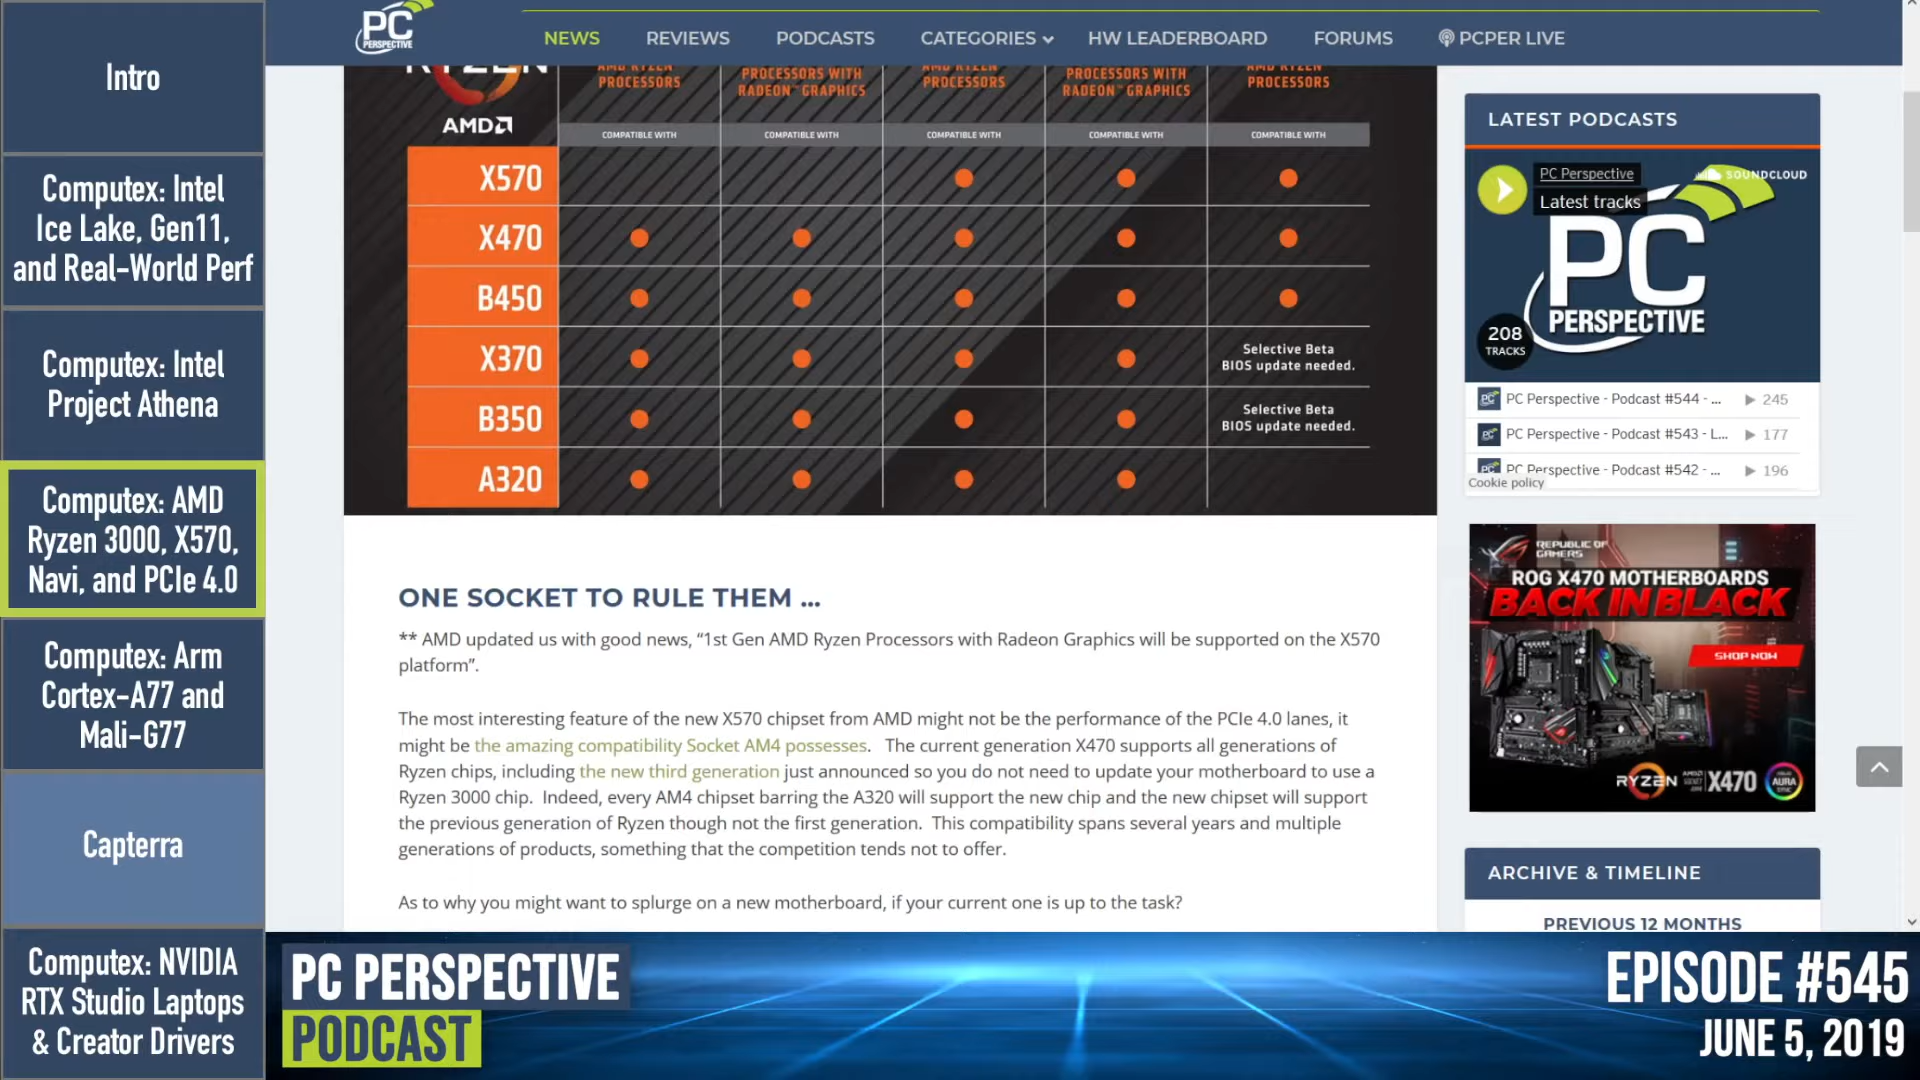 Intro
Computex: Intel
Ice Lake, Gen11,
and Real-World Perf
Computex: Intel
Project Athena
Computex: AMD
Ryzen 3000, X570,
Navi, and PCIe 4.0
Computex: Arm
Cortex-A77 and
Mali-G77
Capterra
Computex: NVIDIA
RTX Studio Laptops
& Creator Drivers
PC
PERSPECTIVE
NEWS REVIEWS PODCASTS CATEGORIES HW LEADERBOARD FORUMS PCPER LIVE
RYZEN
AMD
AMD RYZEN
PROCESSORS
PROCESSORS WITH
RADEON™ GRAPHICS
AMD RYZEN
PROCESSORS
PROCESSORS WITH
RADEON™ GRAPHICS
AMD RYZEN
PROCESSORS
COMPATIBLE WITH COMPATIBLE WITH COMPATIBLE WITH COMPATIBLE WITH COMPATIBLE WITH
X570
X470
B450
X370 Selective Beta
BIOS update needed.
B350 Selective Beta
BIOS update needed.
A320
ONE SOCKET TO RULE THEM ...
** AMD updated us with good news, “1st Gen AMD Ryzen Processors with Radeon Graphics will be supported on the X570
platform”.
The most interesting feature of the new X570 chipset from AMD might not be the performance of the PCIe 4.0 lanes, it
might be the amazing compatibility Socket AM4 possesses. The current generation X470 supports all generations of
Ryzen chips, including the new third generation just announced so you do not need to update your motherboard to use a
Ryzen 3000 chip. Indeed, every AM4 chipset barring the A320 will support the new chip and the new chipset will support
the previous generation of Ryzen though not the first generation. This compatibility spans several years and multiple
generations of products, something that the competition tends not to offer.
As to why you might want to splurge on a new motherboard, if your current one is up to the task?
LATEST PODCASTS
PC Perspective
SOUNDCLOUD
Latest tracks
PC
PERSPECTIVE
208
TRACKS
PC Perspective - Podcast #544 - ... 245
PC Perspective - Podcast #543 - L... 177
PC Perspective - Podcast #542 - ... 196
Cookie policy
REPUBLIC OF
GAMERS
ROG X470 MOTHERBOARDS
BACK IN BLACK
SHOP NOW
RYZEN AMD SOCKET AM4 X470 AURA
ARCHIVE & TIMELINE
PREVIOUS 12 MONTHS
PC PERSPECTIVE
PODCAST
EPISODE #545
JUNE 5, 2019